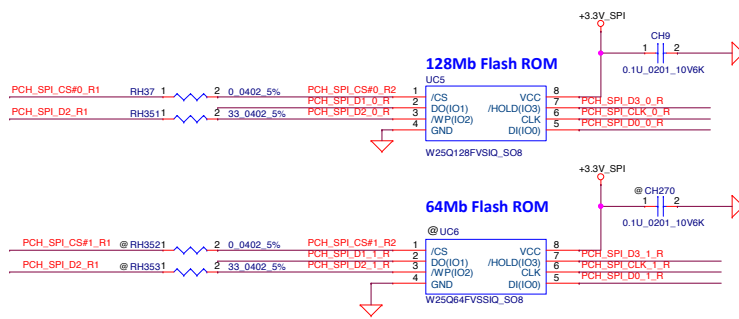 +3.3V_SPI
CH9
1 2
0.1U_0201_10V6K
128Mb Flash ROM
UC5
PCH_SPI_CS#0_R1 RH37 1 2 0_0402_5% PCH_SPI_CS#0_R2 1 /CS VCC 8
PCH_SPI_D1_0_R 2 DO(IO1) /HOLD(IO3) 7 PCH_SPI_D3_0_R
PCH_SPI_D2_R1 RH351 1 2 33_0402_5% PCH_SPI_D2_0_R 3 /WP(IO2) CLK 6 PCH_SPI_CLK_0_R
4 GND DI(IO0) 5 PCH_SPI_D0_0_R
W25Q128FVSIQ_SO8
+3.3V_SPI
@ CH270
1 2
0.1U_0201_10V6K
64Mb Flash ROM
@ UC6
PCH_SPI_CS#1_R1 @ RH352 1 2 0_0402_5% PCH_SPI_CS#1_R2 1 /CS VCC 8
PCH_SPI_D1_1_R 2 DO(IO1) /HOLD(IO3) 7 PCH_SPI_D3_1_R
PCH_SPI_D2_R1 @ RH353 1 2 33_0402_5% PCH_SPI_D2_1_R 3 /WP(IO2) CLK 6 PCH_SPI_CLK_1_R
4 GND DI(IO0) 5 PCH_SPI_D0_1_R
W25Q64FVSSIQ_SO8